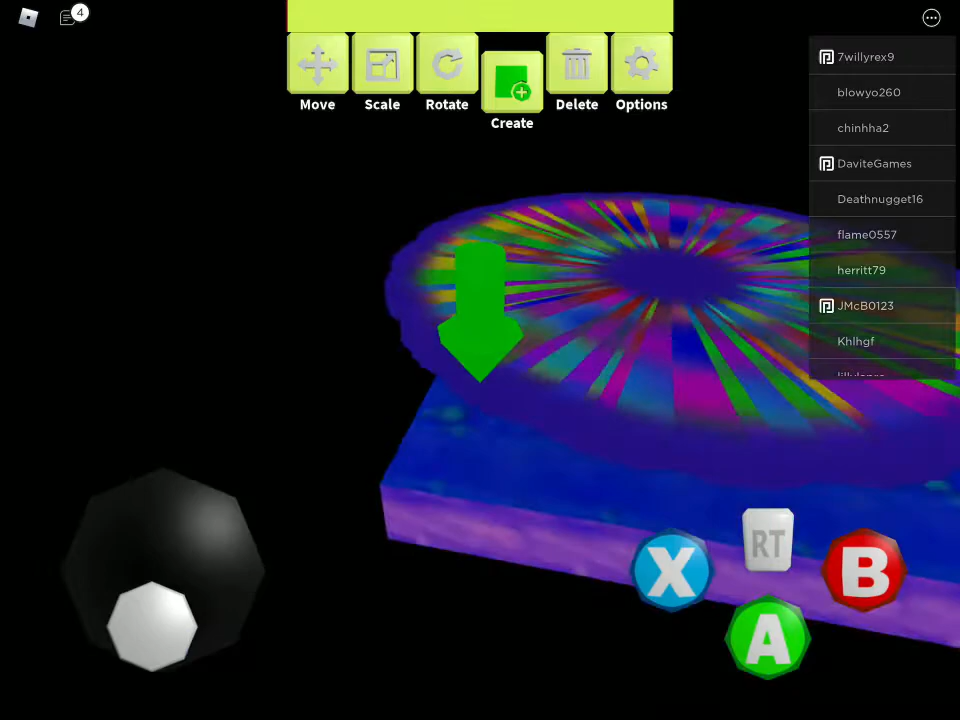 4
Move
Scale
Rotate
Create
Delete
Options
7willyrex9
blowyo260
chinhha2
DaviteGames
Deathnugget16
flame0557
herritt79
JMcB0123
Khlhgf
RT
X
B
A